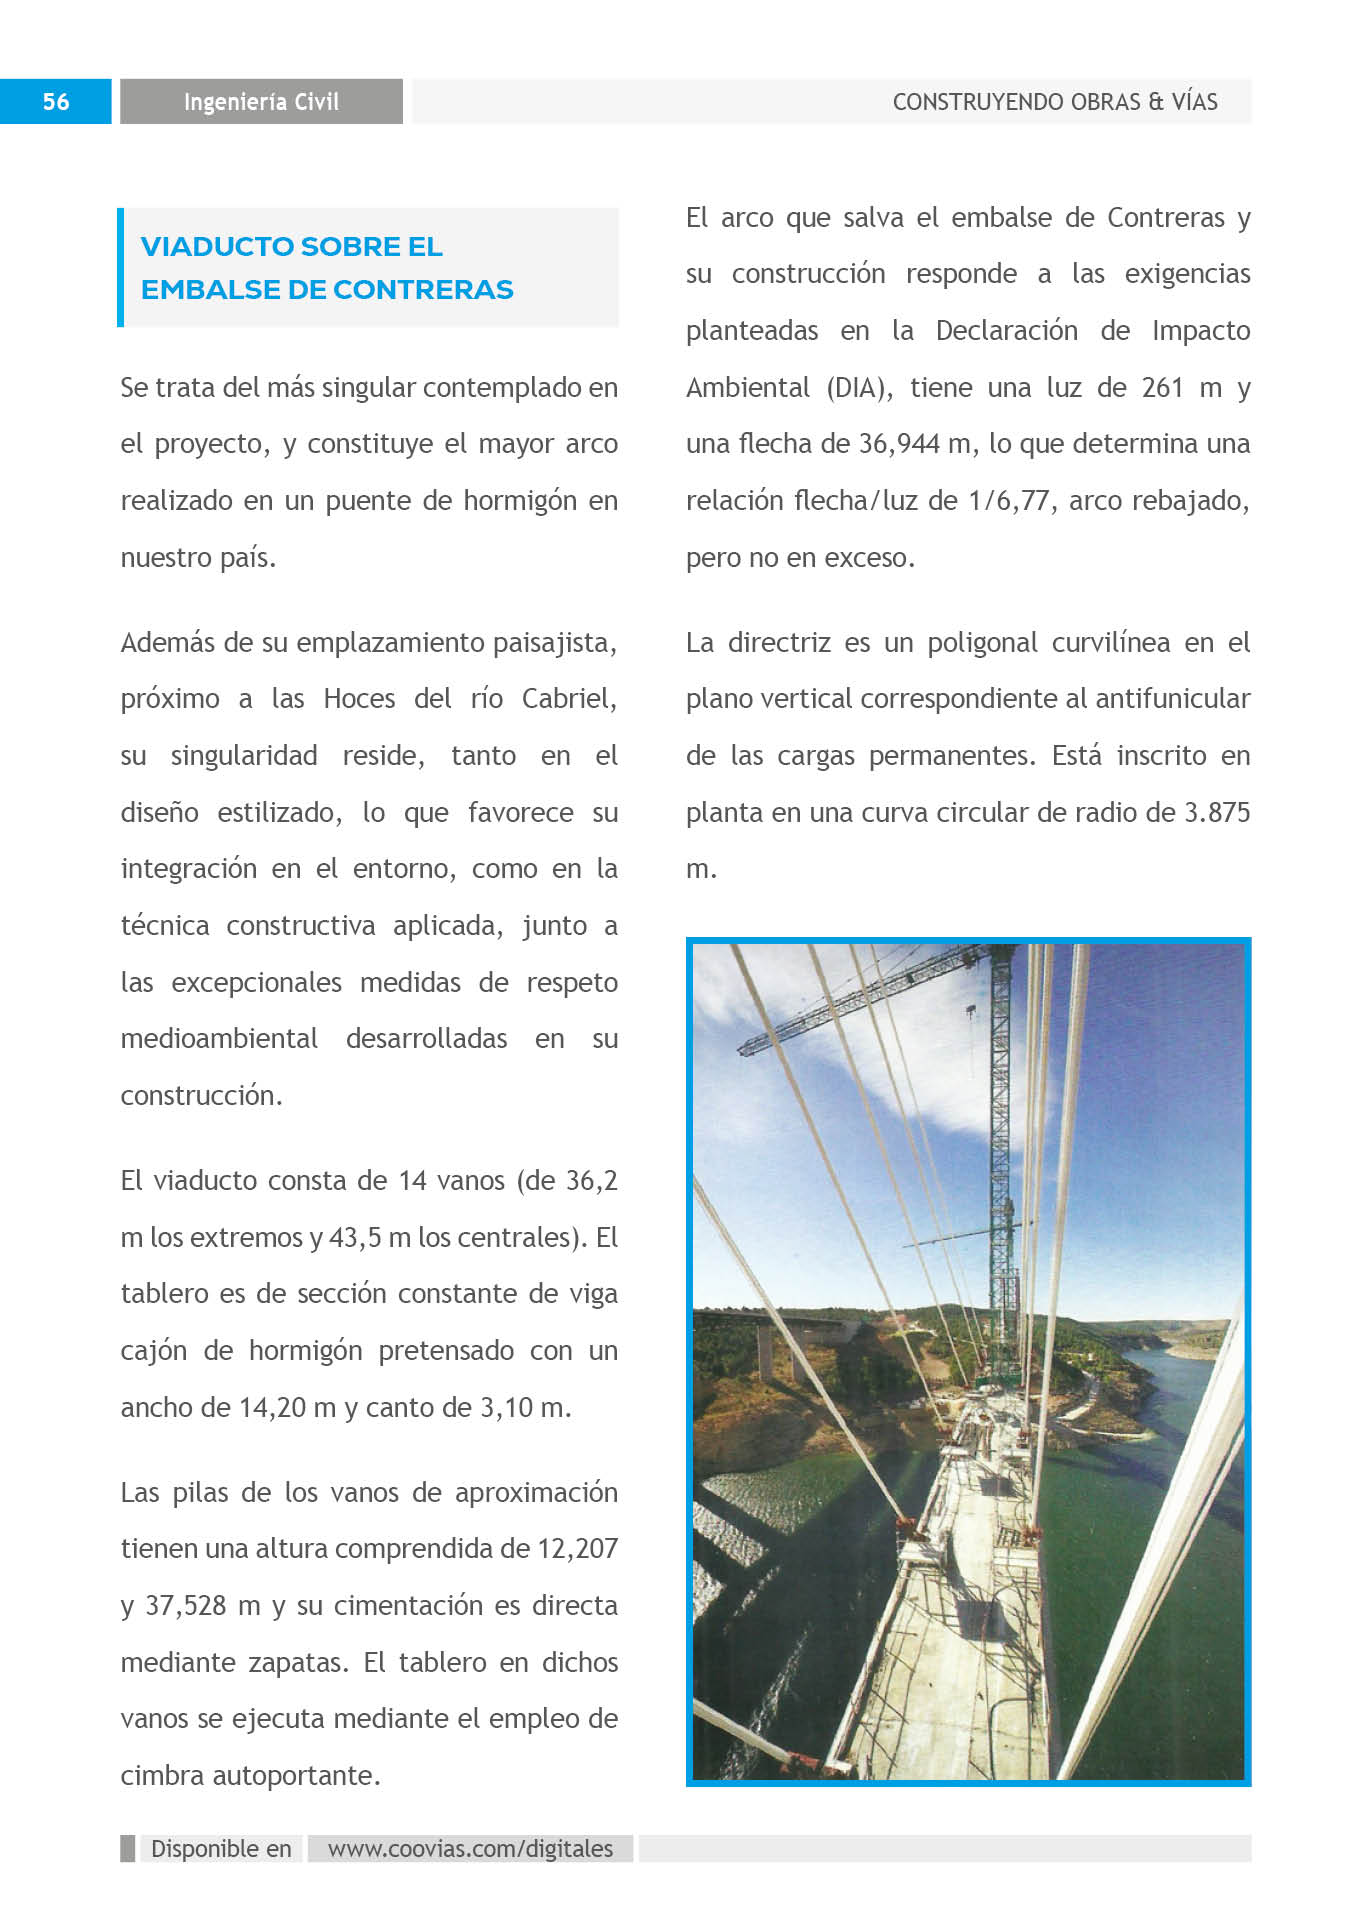 56
Ingeniería Civil
CONSTRUYENDO OBRAS & VÍAS
VIADUCTO SOBRE EL
EMBALSE DE CONTRERAS
Se trata del más singular contemplado en
el proyecto, y constituye el mayor arco
realizado en un puente de hormigón en
nuestro país.
Además de su emplazamiento paisajista,
próximo a las Hoces del río Cabriel,
su singularidad reside, tanto en el
diseño estilizado, lo que favorece su
integración en el entorno, como en la
técnica constructiva aplicada, junto a
las excepcionales medidas de respeto
medioambiental desarrolladas en su
construcción.
El viaducto consta de 14 vanos (de 36,2
m los extremos y 43,5 m los centrales). El
tablero es de sección constante de viga
cajón de hormigón pretensado con un
ancho de 14,20 m y canto de 3,10 m.
Las pilas de los vanos de aproximación
tienen una altura comprendida de 12,207
y 37,528 m y su cimentación es directa
mediante zapatas. El tablero en dichos
vanos se ejecuta mediante el empleo de
cimbra autoportante.
El arco que salva el embalse de Contreras y
su construcción responde a las exigencias
planteadas en la Declaración de Impacto
Ambiental (DIA), tiene una luz de 261 m y
una flecha de 36,944 m, lo que determina una
relación flecha/luz de 1/6,77, arco rebajado,
pero no en exceso.
La directriz es un poligonal curvilínea en el
plano vertical correspondiente al antifunicular
de las cargas permanentes. Está inscrito en
planta en una curva circular de radio de 3.875
m.
Disponible en
www.coovias.com/digitales